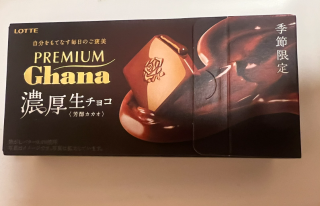 LOTTE
自分をもてなす毎日のご褒美
PREMIUM
Ghana
濃厚生チョコ
(芳醇カカオ)
季節限定